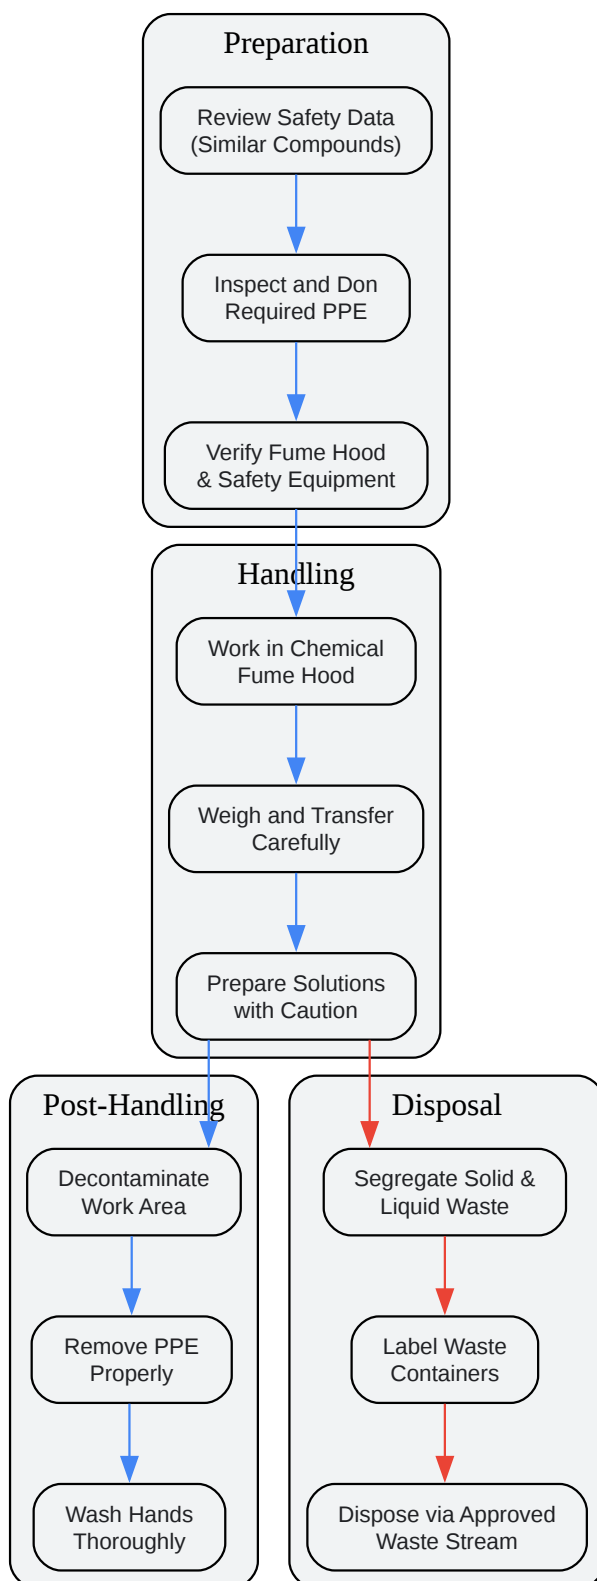 Preparation
Review Safety Data
(Similar Compounds)
Inspect and Don
Required PPE
Verify Fume Hood
& Safety Equipment
Handling
Work in Chemical
Fume Hood
Weigh and Transfer
Carefully
Prepare Solutions
with Caution
Post-Handling
Decontaminate
Work Area
Remove PPE
Properly
Wash Hands
Thoroughly
Disposal
Segregate Solid &
Liquid Waste
Label Waste
Containers
Dispose via Approved
Waste Stream